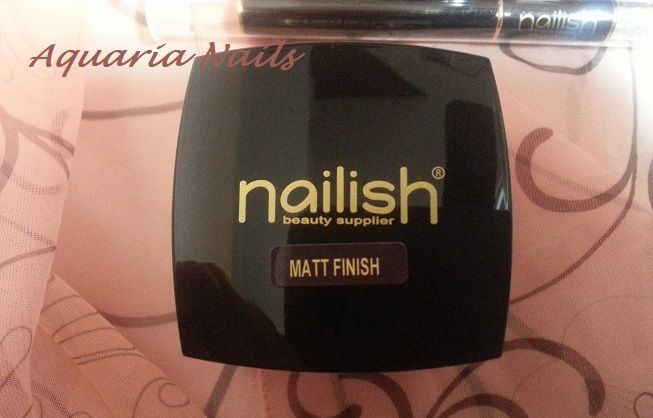 nailish
Aquaria Nails
nailish®
beauty supplier
MATT FINISH